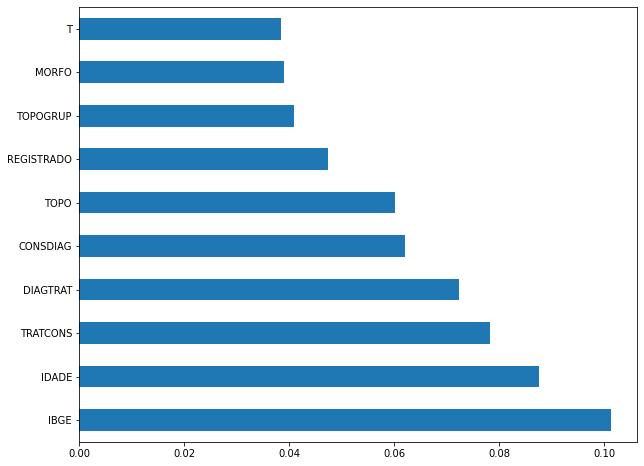 T
MORFO
TOPOGRUP
REGISTRADO
TOPO
CONSDIAG
DIAGTRAT
TRATCONS
IDADE
IBGE
0.00 0.02 0.04 0.06 0.08 0.10